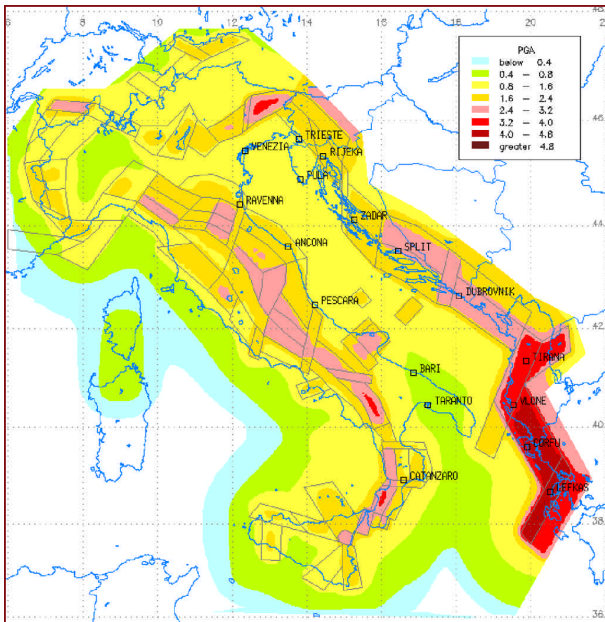 8 10 12 14 16 18 20 22
48
PGA
below 0.4
0.4 – 0.8
0.8 – 1.6
1.6 – 2.4
2.4 – 3.2
3.2 – 4.0
4.0 – 4.8
greater 4.8
46
TRIESTE
VENEZIA
RIJEKA
PULA
RAVENNA
ZADAR
44
ANCONA
SPLIT
DUBROVNIK
PESCARA
42
TIRANA
BARI
TARANTO
VLONE
40
CORFU
CATANZARO
LEFKAS
38
36